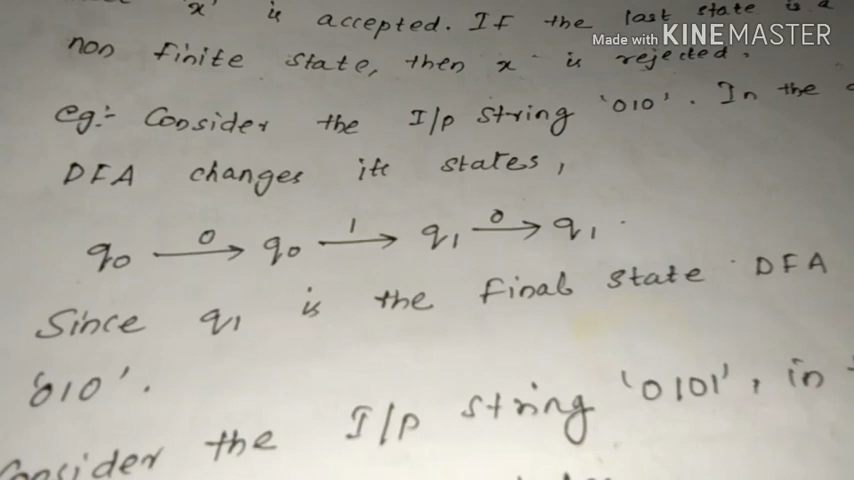 x is accepted. If the last state is a
Made with KINEMASTER
non finite state, then x is rejected.
eg:- Consider the I/p string '010'. In the
DFA changes its states,
q0 0 q0 1 q1 0 q1.
Since q1 is the final state DFA
'010'.
Consider the I/p string '0101', in